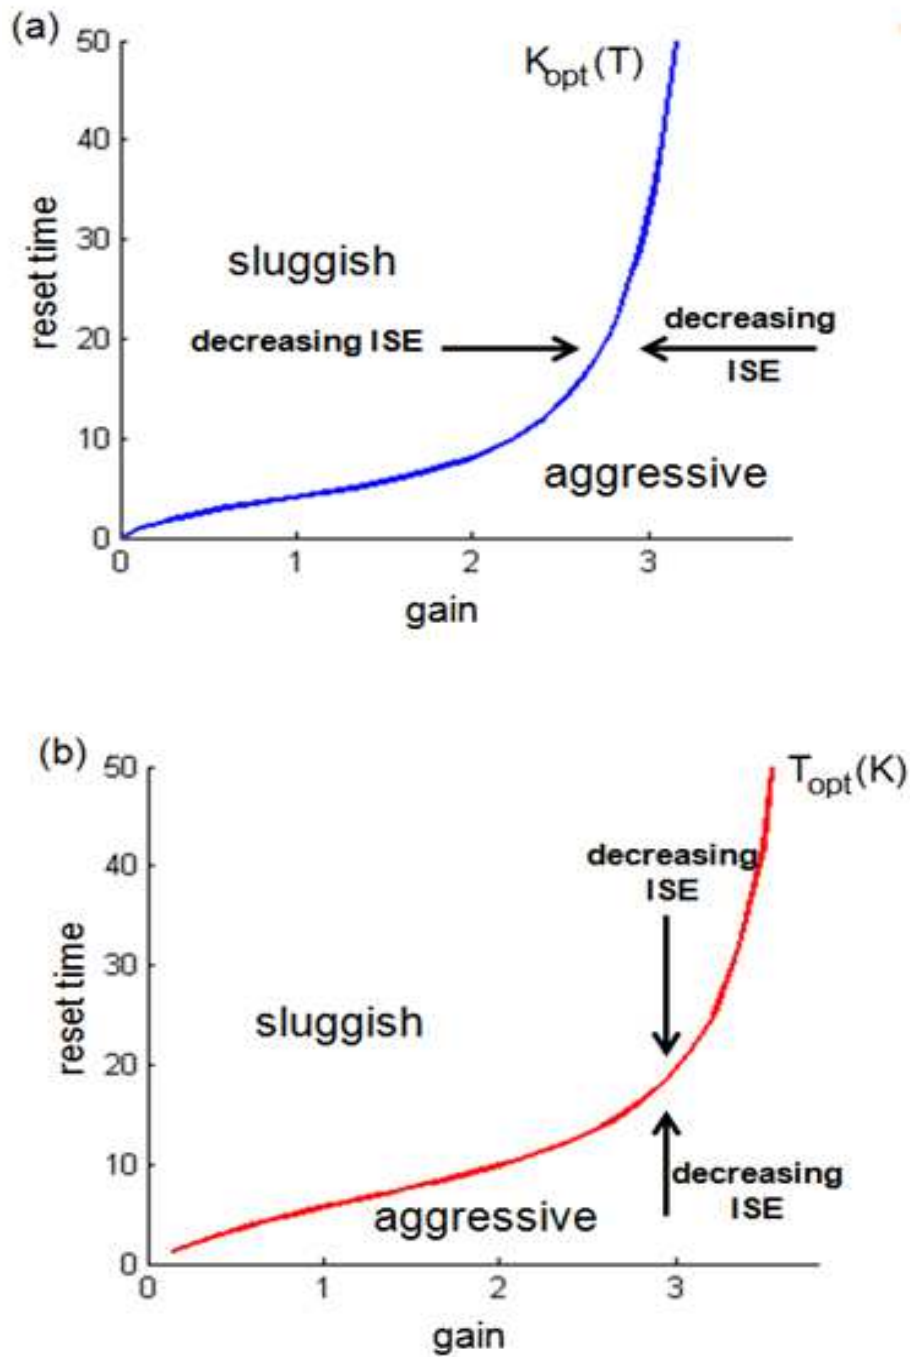 (a)
50
K_opt(T)
40
reset time
30
sluggish
decreasing ISE
decreasing
ISE
20
10
aggressive
0
0 1 2 3
gain
(b)
50
T_opt(K)
decreasing
ISE
40
reset time
30
sluggish
20
10
decreasing
ISE
aggressive
0
0 1 2 3
gain